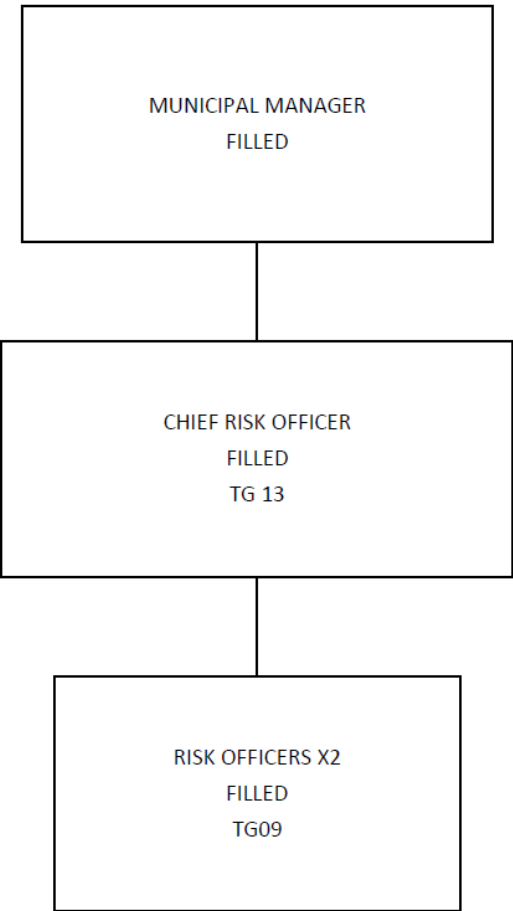 MUNICIPAL MANAGER
FILLED
CHIEF RISK OFFICER
FILLED
TG 13
RISK OFFICERS X2
FILLED
TG09